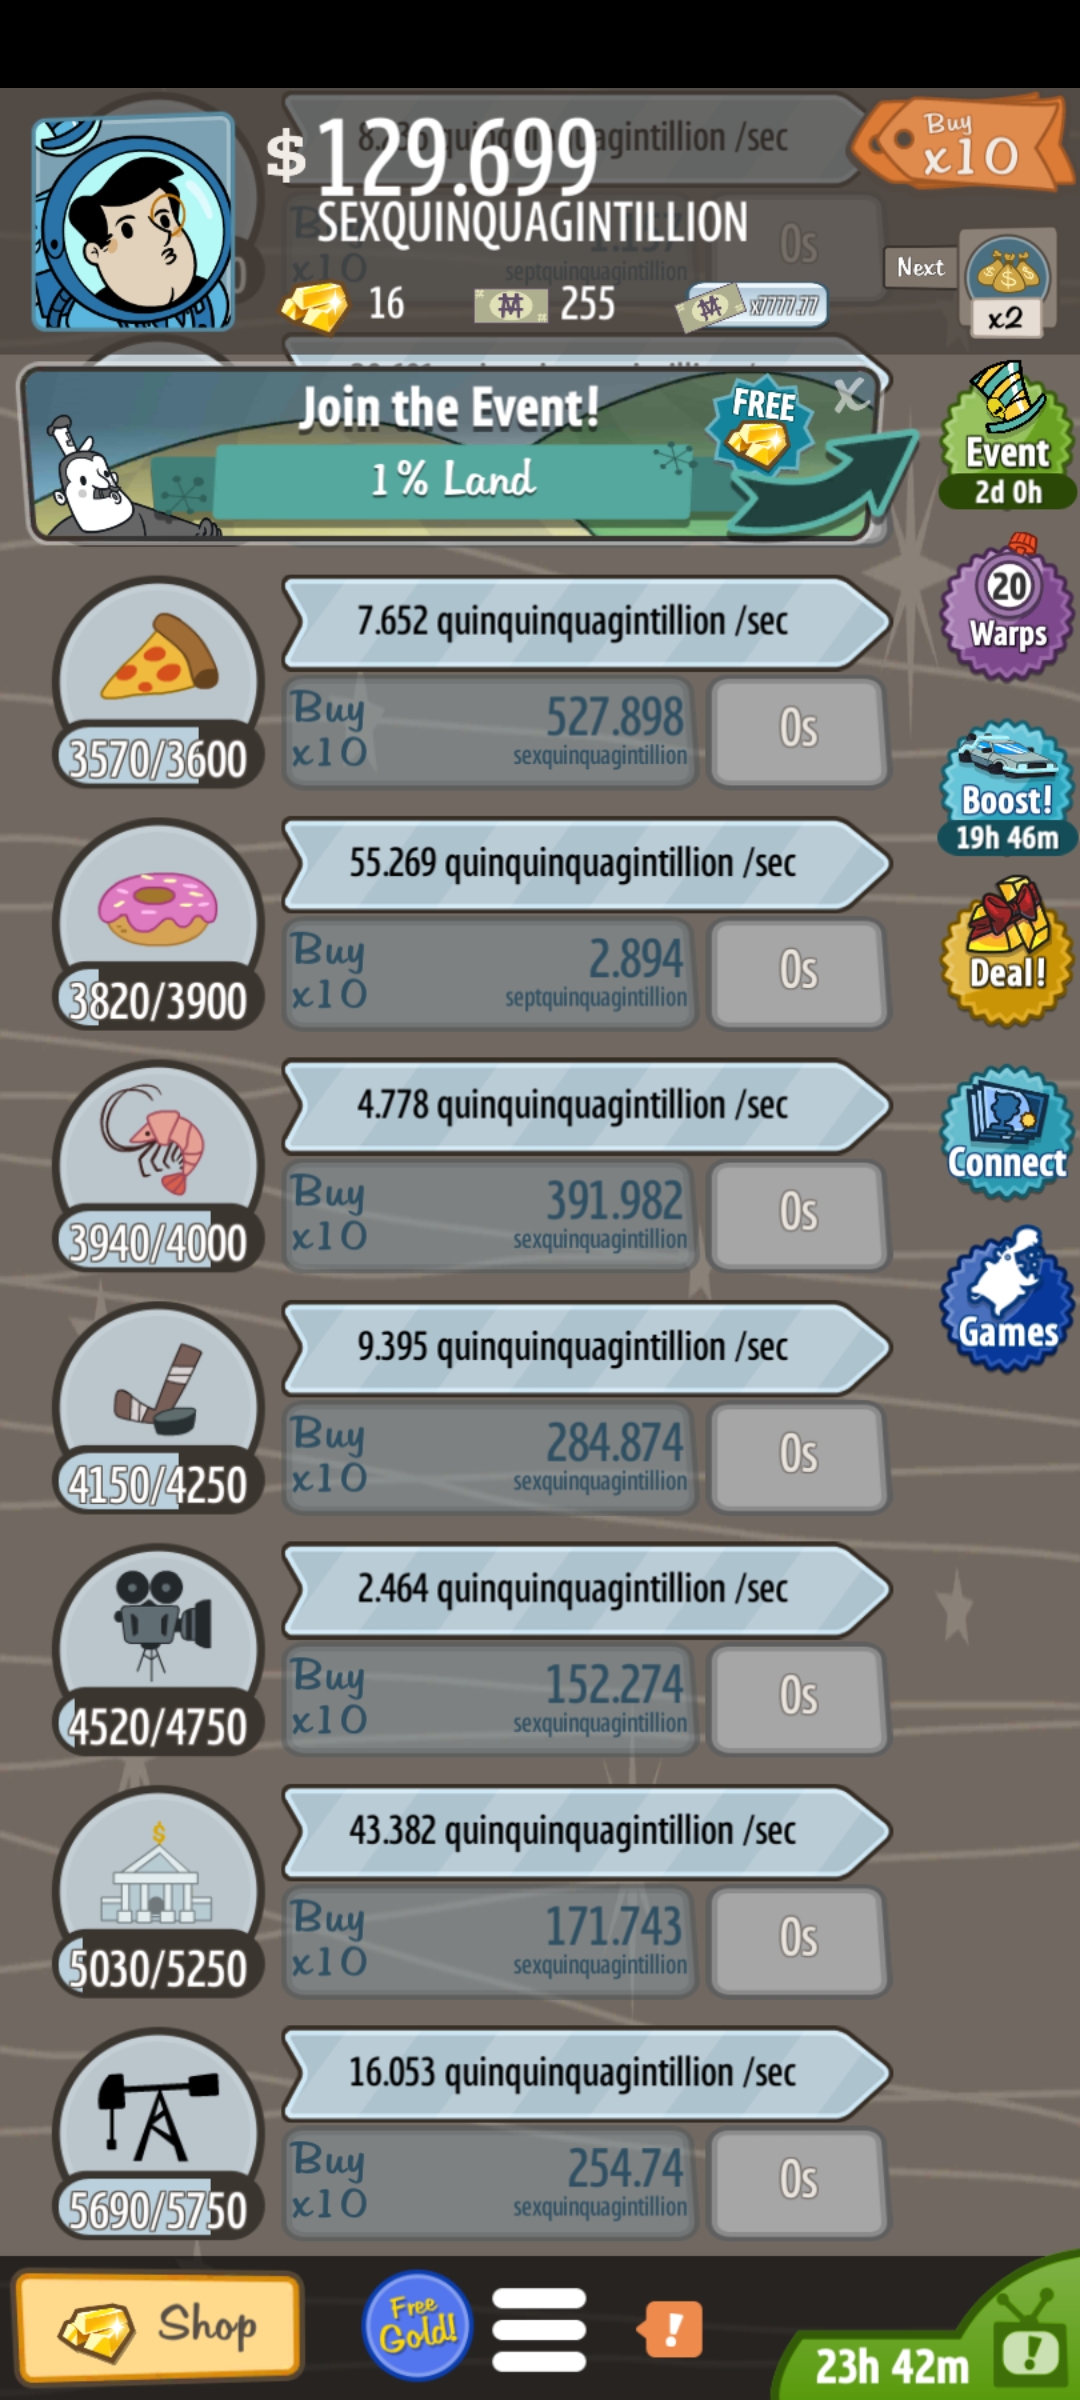 $129.699
SEXQUINQUAGINTILLION
Buy
x10
0s
septquinquagintillion
x10
Next
x2
16
255
x7777.77
Join the Event!
FREE
X
1% Land
Event
2d 0h
7.652 quinquinquagintillion /sec
Buy
x10
527.898
sexquinquagintillion
0s
3570/3600
20
Warps
55.269 quinquinquagintillion /sec
Buy
x10
2.894
septquinquagintillion
0s
3820/3900
Boost!
19h 46m
Deal!
4.778 quinquinquagintillion /sec
Buy
x10
391.982
sexquinquagintillion
0s
3940/4000
Connect
9.395 quinquinquagintillion /sec
Buy
x10
284.874
sexquinquagintillion
0s
4150/4250
Games
2.464 quinquinquagintillion /sec
Buy
x10
152.274
sexquinquagintillion
0s
4520/4750
43.382 quinquinquagintillion /sec
Buy
x10
171.743
sexquinquagintillion
0s
5030/5250
16.053 quinquinquagintillion /sec
Buy
x10
254.74
sexquinquagintillion
0s
5690/5750
Shop
Free
Gold!
!
23h 42m
!